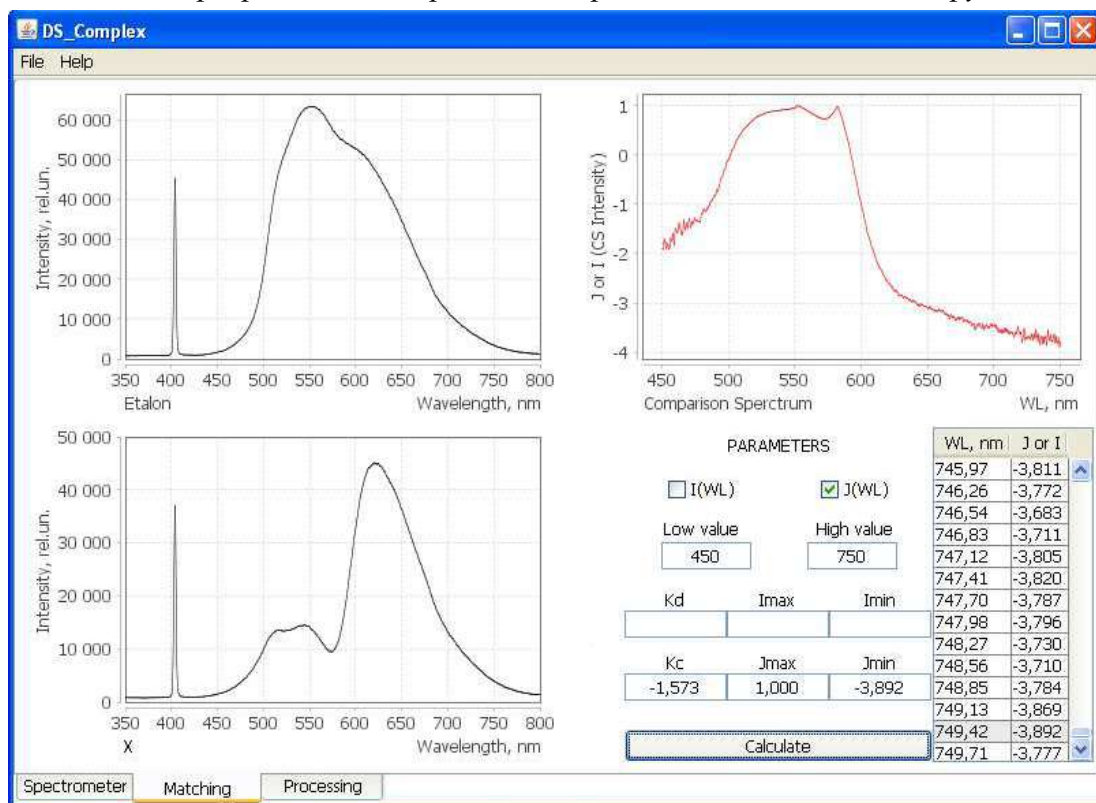 DS_Complex
File Help
60 000
50 000
40 000
30 000
20 000
10 000
0
Intensity, rel.un.
350 400 450 500 550 600 650 700 750 800
Etalon Wavelength, nm
1
0
-1
-2
-3
-4
J or I (CS Intensity)
450 500 550 600 650 700 750
Comparison Sperctrum WL, nm
50 000
40 000
30 000
20 000
10 000
0
Intensity, rel.un.
350 400 450 500 550 600 650 700 750 800
X Wavelength, nm
PARAMETERS
I(WL) J(WL)
Low value High value
450 750
Kd Imax Imin
Kc Jmax Jmin
-1,573 1,000 -3,892
Calculate
WL, nm J or I
745,97 -3,811
746,26 -3,772
746,54 -3,683
746,83 -3,711
747,12 -3,805
747,41 -3,820
747,70 -3,787
747,98 -3,796
748,27 -3,730
748,56 -3,710
748,85 -3,784
749,13 -3,869
749,42 -3,892
749,71 -3,777
Spectrometer Matching Processing